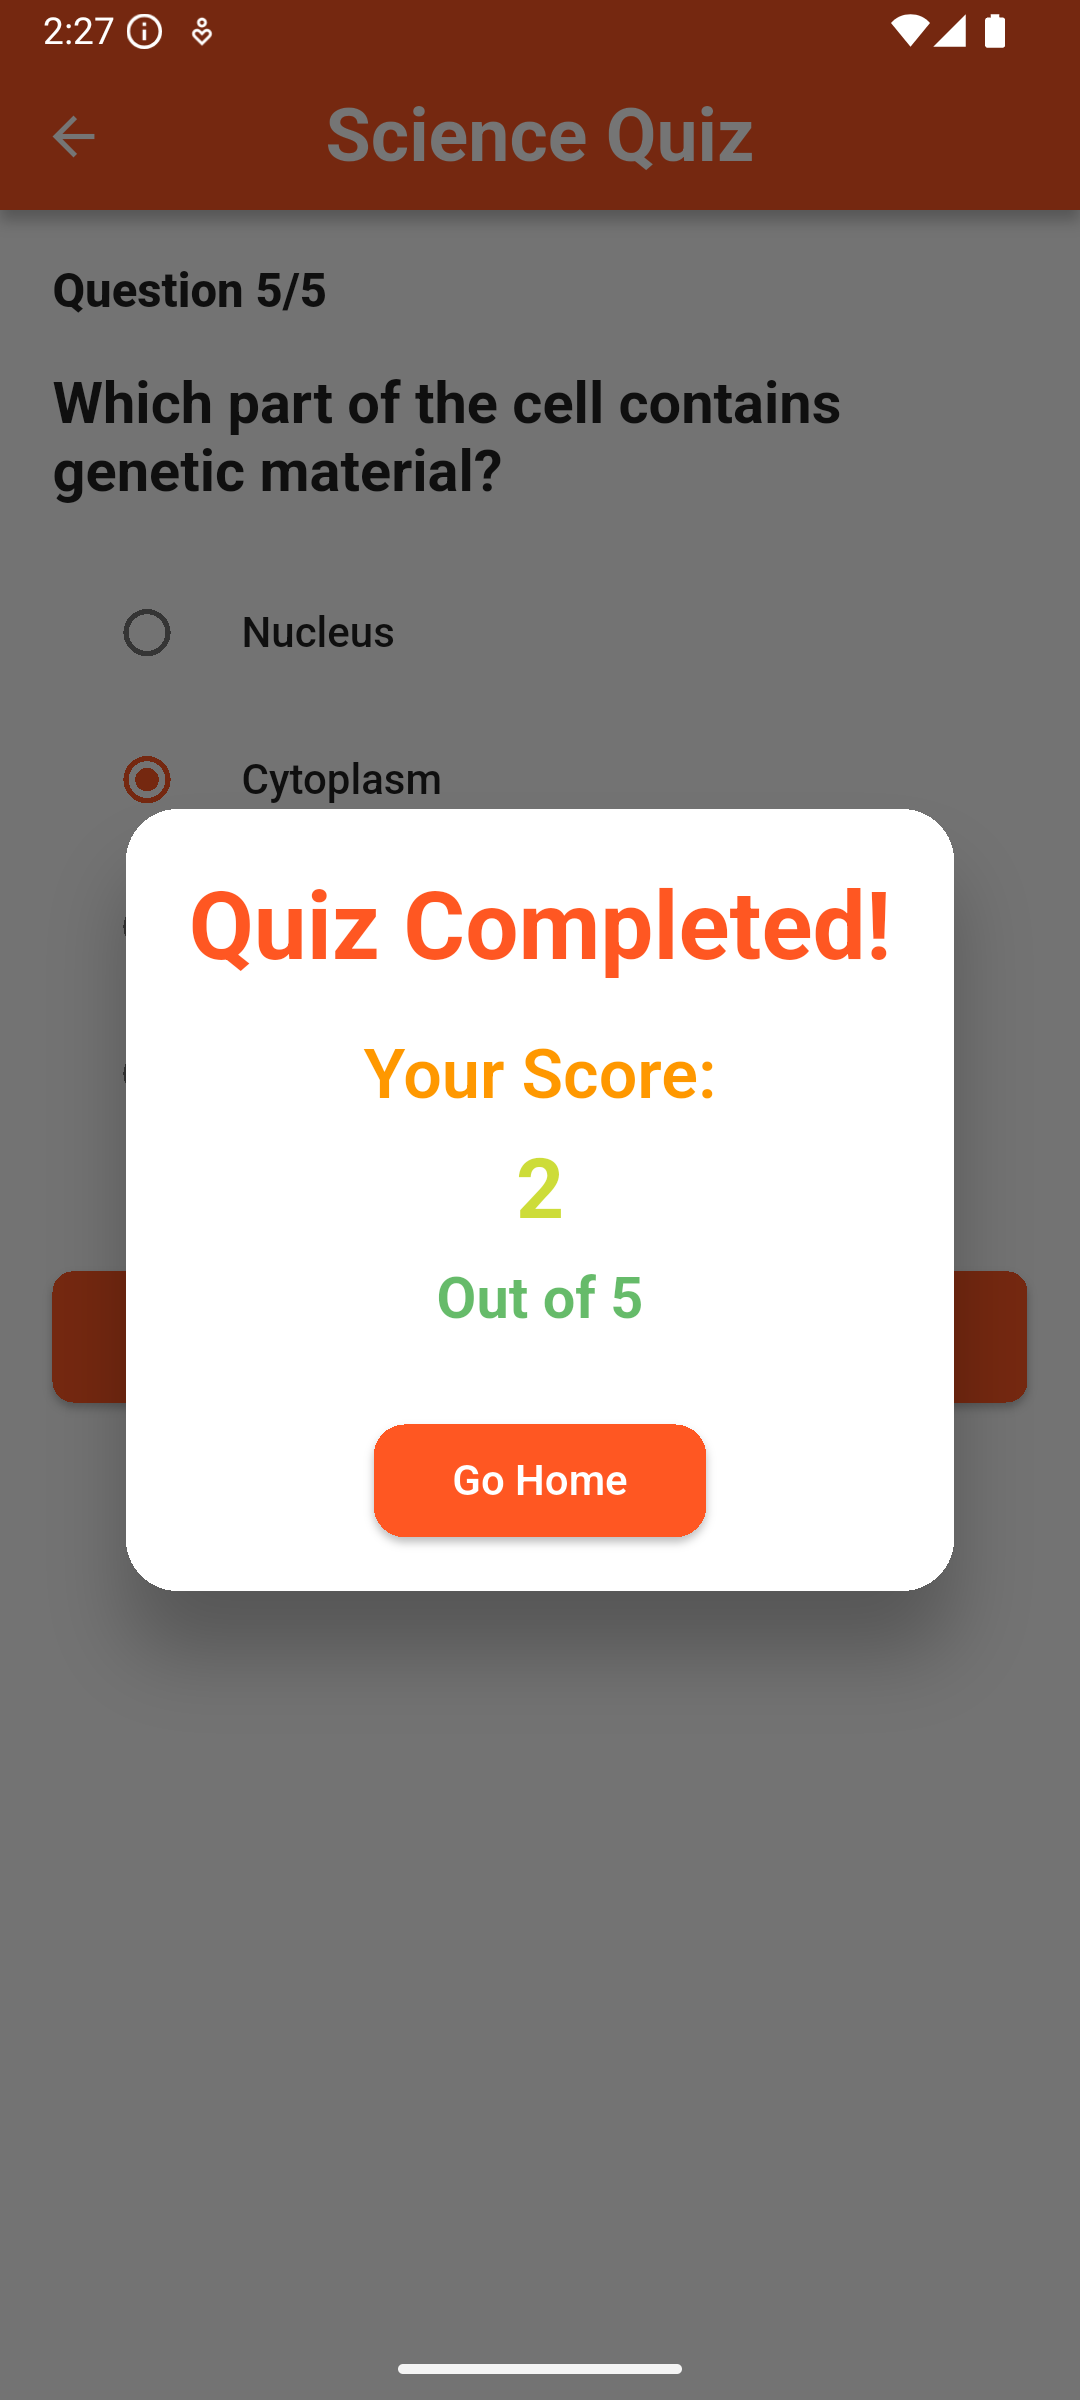 2:27
Science Quiz
Question 5/5
Which part of the cell contains
genetic material?
Nucleus
Cytoplasm
Quiz Completed!
Your Score:
2
Out of 5
Go Home